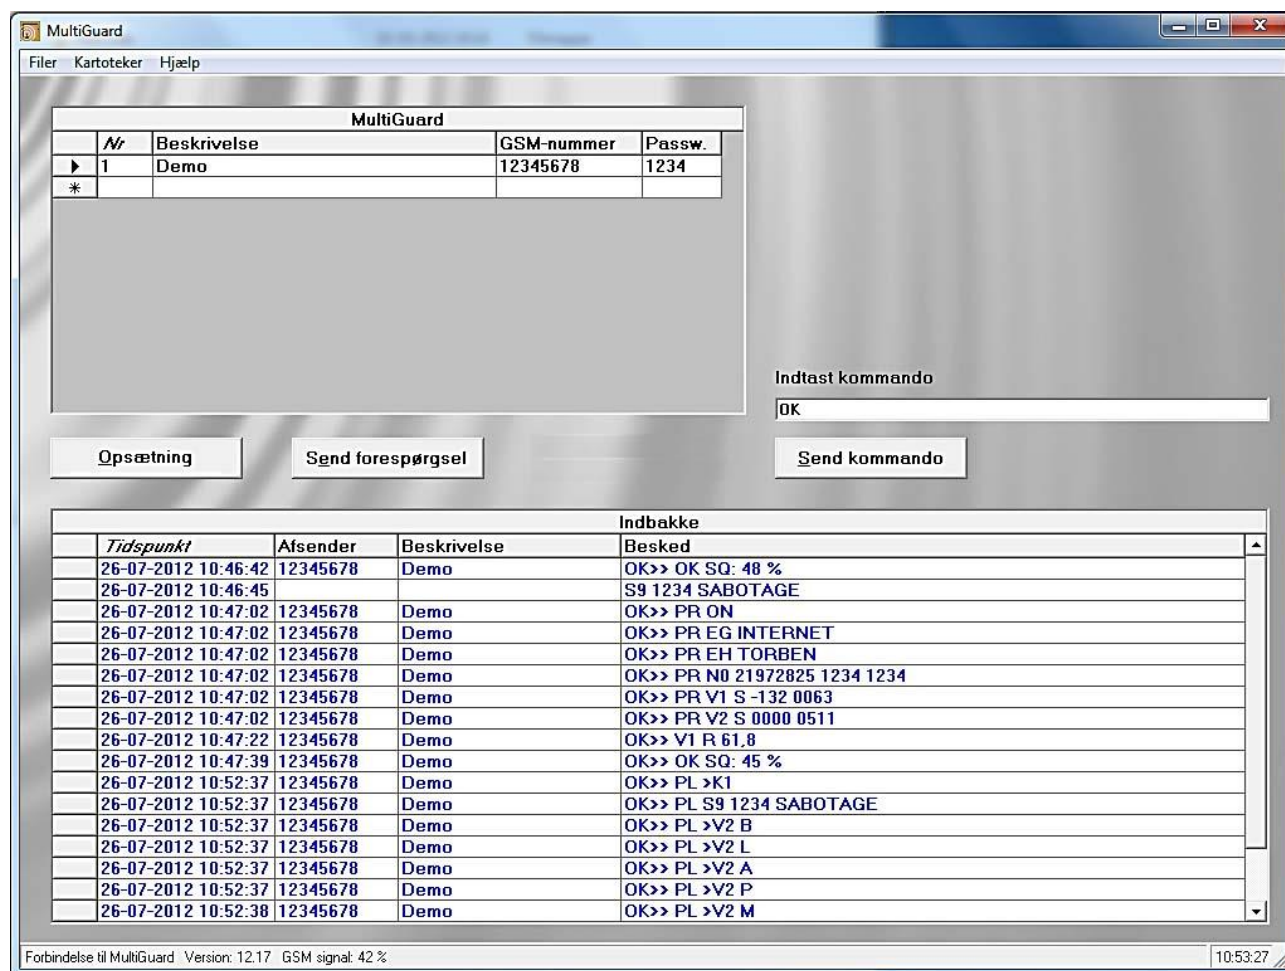 MultiGuard
Filer Kartoteker Hjælp
MultiGuard
Nr Beskrivelse GSM-nummer Passw.
1 Demo 12345678 1234
*
Indtast kommando
OK
Opsætning Send forespørgsel Send kommando
Indbakke
Tidspunkt Afsender Beskrivelse Besked
26-07-2012 10:46:42 12345678 Demo OK>> OK SQ: 48 %
26-07-2012 10:46:45 S9 1234 SABOTAGE
26-07-2012 10:47:02 12345678 Demo OK>> PR ON
26-07-2012 10:47:02 12345678 Demo OK>> PR EG INTERNET
26-07-2012 10:47:02 12345678 Demo OK>> PR EH TORBEN
26-07-2012 10:47:02 12345678 Demo OK>> PR N0 21972825 1234 1234
26-07-2012 10:47:02 12345678 Demo OK>> PR V1 S -132 0063
26-07-2012 10:47:02 12345678 Demo OK>> PR V2 S 0000 0511
26-07-2012 10:47:22 12345678 Demo OK>> V1 R 61,8
26-07-2012 10:47:39 12345678 Demo OK>> OK SQ: 45 %
26-07-2012 10:52:37 12345678 Demo OK>> PL >K1
26-07-2012 10:52:37 12345678 Demo OK>> PL S9 1234 SABOTAGE
26-07-2012 10:52:37 12345678 Demo OK>> PL >V2 B
26-07-2012 10:52:37 12345678 Demo OK>> PL >V2 L
26-07-2012 10:52:37 12345678 Demo OK>> PL >V2 A
26-07-2012 10:52:37 12345678 Demo OK>> PL >V2 P
26-07-2012 10:52:38 12345678 Demo OK>> PL >V2 M
Forbindelse til MultiGuard Version: 12.17 GSM signal: 42 % 10:53:27